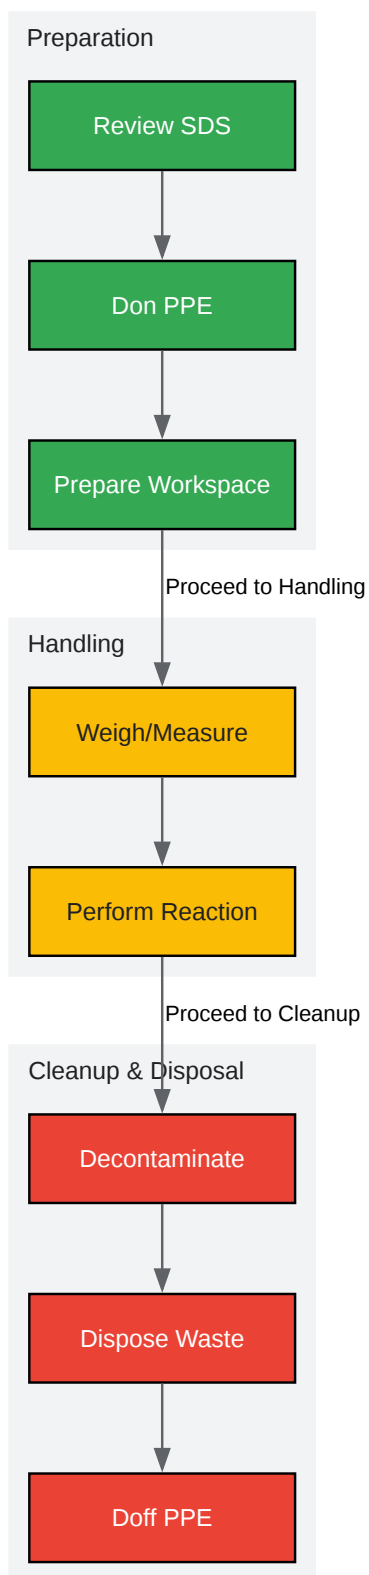 Preparation
Review SDS
Don PPE
Prepare Workspace
Proceed to Handling
Handling
Weigh/Measure
Perform Reaction
Proceed to Cleanup
Cleanup & Disposal
Decontaminate
Dispose Waste
Doff PPE